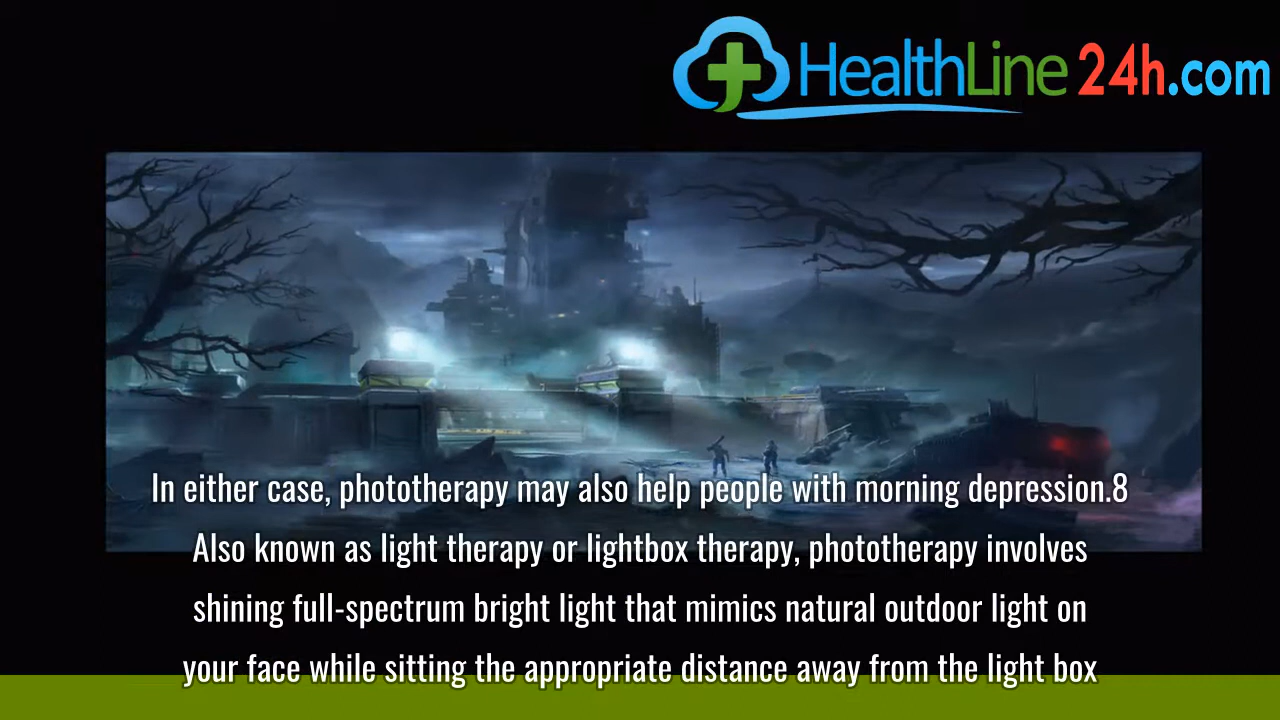 HealthLine 24h.com
In either case, phototherapy may also help people with morning depression.8
Also known as light therapy or lightbox therapy, phototherapy involves
shining full-spectrum bright light that mimics natural outdoor light on
your face while sitting the appropriate distance away from the light box